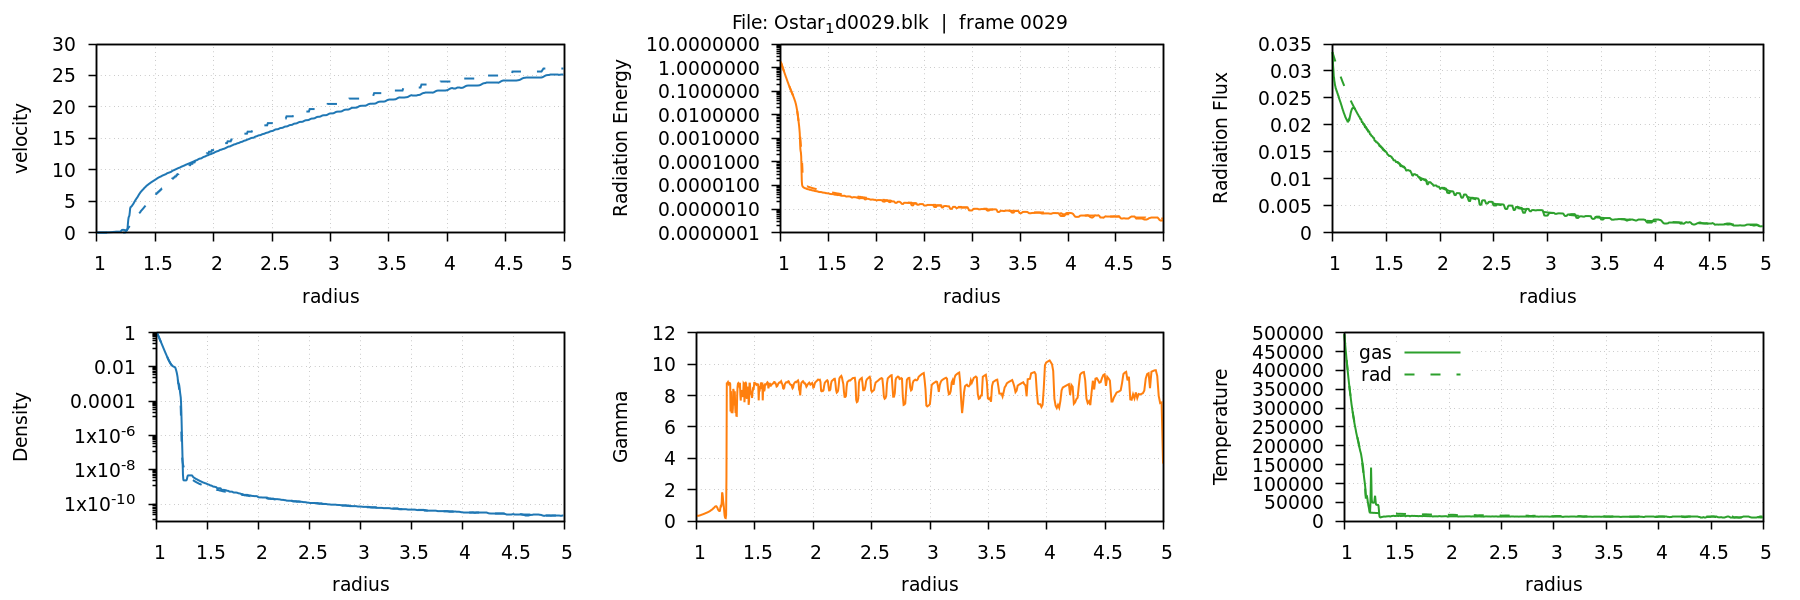 File: Ostar₁d0029.blk | frame 0029
velocity
30
25
20
15
10
5
0
1 1.5 2 2.5 3 3.5 4 4.5 5
radius
Radiation Energy
10.0000000
1.0000000
0.1000000
0.0100000
0.0010000
0.0001000
0.0000100
0.0000010
0.0000001
1 1.5 2 2.5 3 3.5 4 4.5 5
radius
Radiation Flux
0.035
0.03
0.025
0.02
0.015
0.01
0.005
0
1 1.5 2 2.5 3 3.5 4 4.5 5
radius
Density
1
0.01
0.0001
1x10⁻⁶
1x10⁻⁸
1x10⁻¹⁰
1 1.5 2 2.5 3 3.5 4 4.5 5
radius
Gamma
12
10
8
6
4
2
0
1 1.5 2 2.5 3 3.5 4 4.5 5
radius
Temperature
500000
450000
400000
350000
300000
250000
200000
150000
100000
50000
0
gas
rad
1 1.5 2 2.5 3 3.5 4 4.5 5
radius